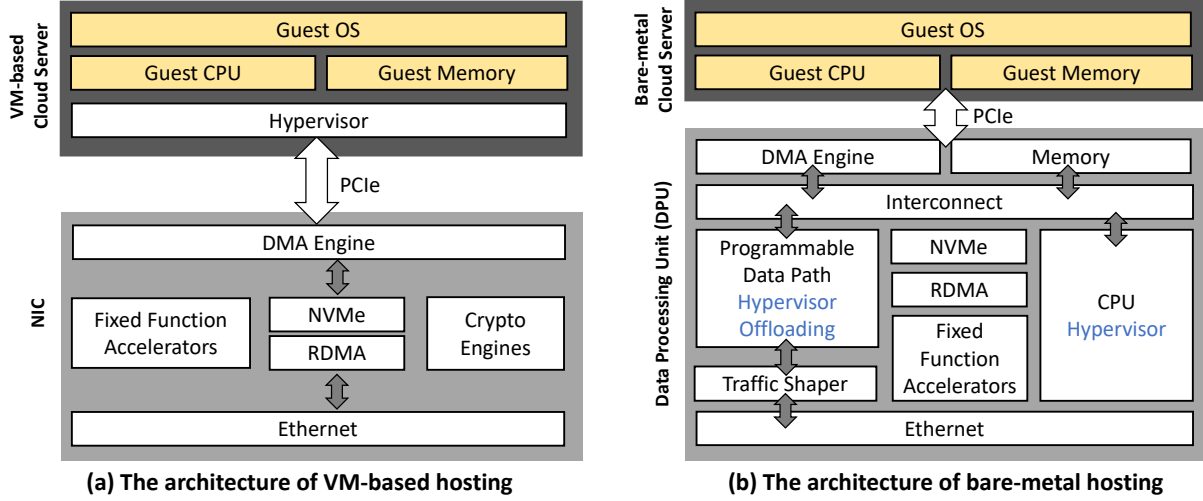 VM-based
Cloud Server
Guest OS
Guest CPU
Guest Memory
Hypervisor
PCIe
NIC
DMA Engine
Fixed Function
Accelerators
NVMe
RDMA
Crypto
Engines
Ethernet
(a) The architecture of VM-based hosting
Bare-metal
Cloud Server
Guest OS
Guest CPU
Guest Memory
PCIe
Data Processing Unit (DPU)
DMA Engine
Memory
Interconnect
Programmable
Data Path
Hypervisor
Offloading
NVMe
RDMA
Fixed
Function
Accelerators
CPU
Hypervisor
Traffic Shaper
Ethernet
(b) The architecture of bare-metal hosting